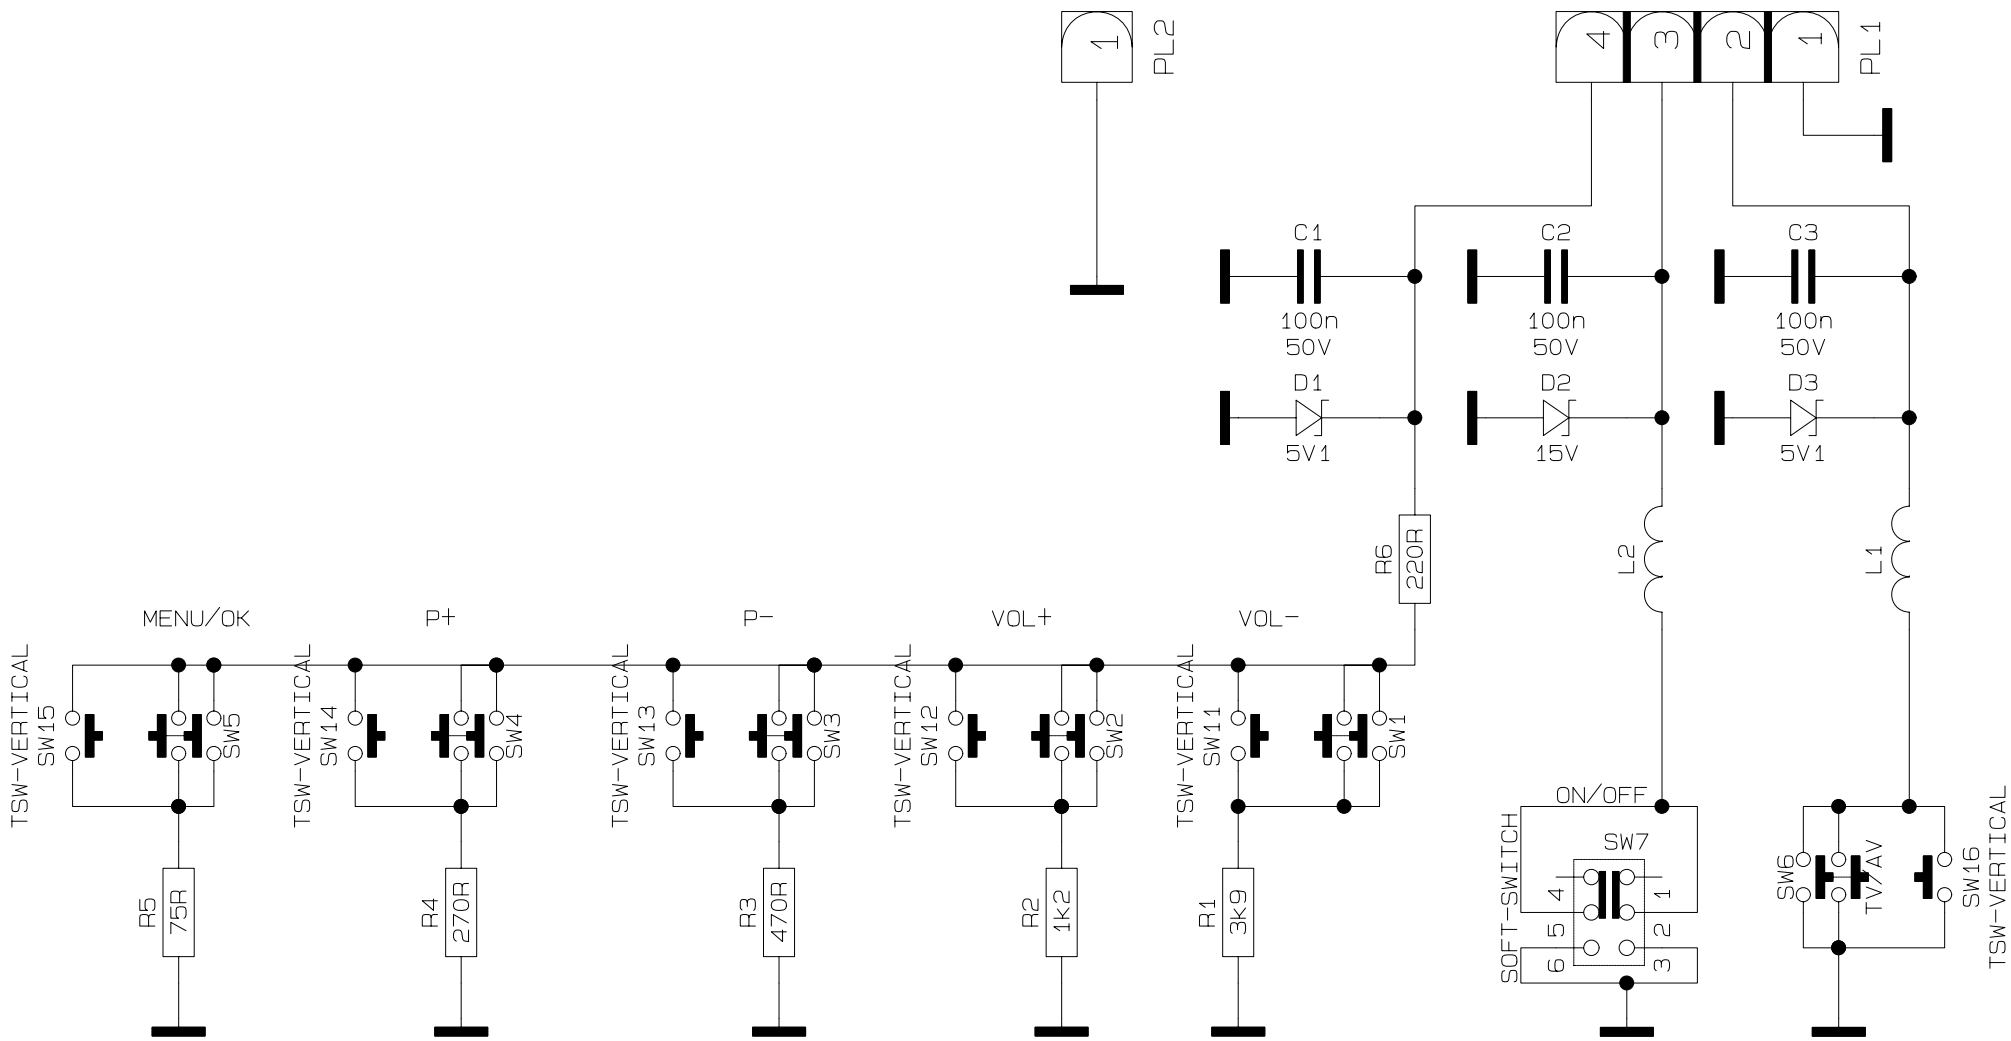 1
PL2
4
3
2
1
PL1
C1
C2
C3
100n
100n
100n
50V
50V
50V
D1
D2
D3
5V1
15V
5V1
R6
220R
L2
L1
MENU/OK
P+
P-
VOL+
VOL-
TSW-VERTICAL
SW15
SW5
TSW-VERTICAL
SW14
SW4
TSW-VERTICAL
SW13
SW3
TSW-VERTICAL
SW12
SW2
TSW-VERTICAL
SW11
SW1
ON/OFF
SW7
SOFT-SWITCH
4
1
5
2
6
3
SW6
TV/AV
SW16
TSW-VERTICAL
R5
75R
R4
270R
R3
470R
R2
1k2
R1
3k9